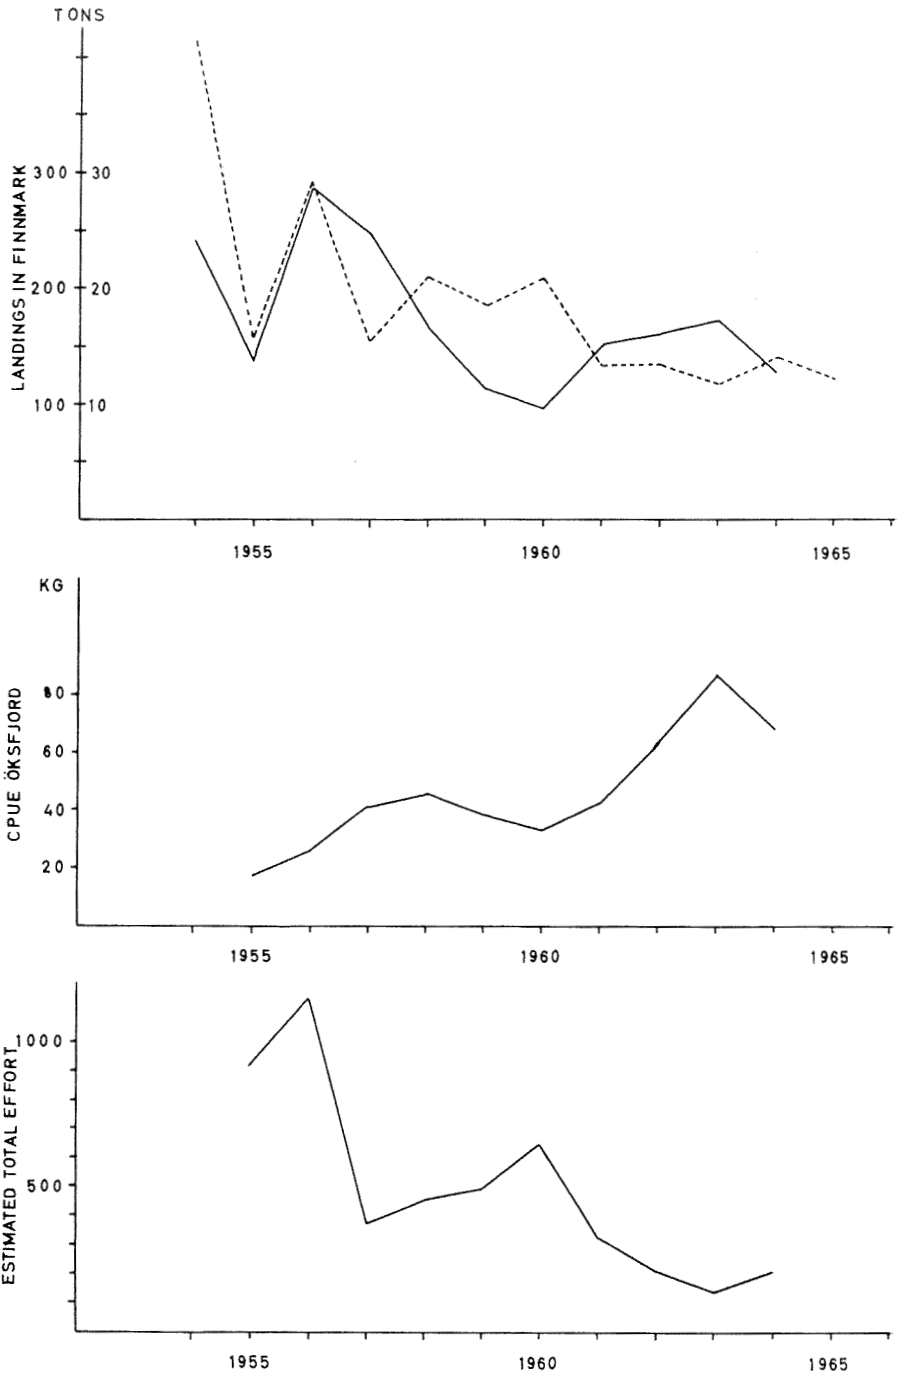 TONS
LANDINGS IN FINNMARK
300 30
200 20
100 10
1955 1960 1965
KG
CPUE ÖKSFJORD
80
60
40
20
1955 1960 1965
ESTIMATED TOTAL EFFORT
1000
500
1955 1960 1965